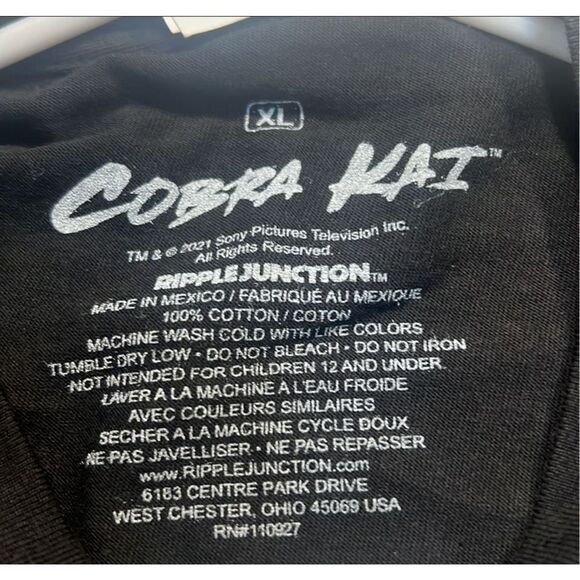 XL
COBRA KAI™
TM & © 2021 Sony Pictures Television Inc.
All Rights Reserved.
RIPPLE JUNCTION™
MADE IN MEXICO / FABRIQUÉ AU MEXIQUE
100% COTTON / COTON
MACHINE WASH COLD WITH LIKE COLORS
TUMBLE DRY LOW • DO NOT BLEACH • DO NOT IRON
NOT INTENDED FOR CHILDREN 12 AND UNDER.
LAVER A LA MACHINE A L'EAU FROIDE
AVEC COULEURS SIMILAIRES
SECHER A LA MACHINE CYCLE DOUX
NE PAS JAVELLISER • NE PAS REPASSER
www.RIPPLEJUNCTION.com
6183 CENTRE PARK DRIVE
WEST CHESTER, OHIO 45069 USA
RN#110927